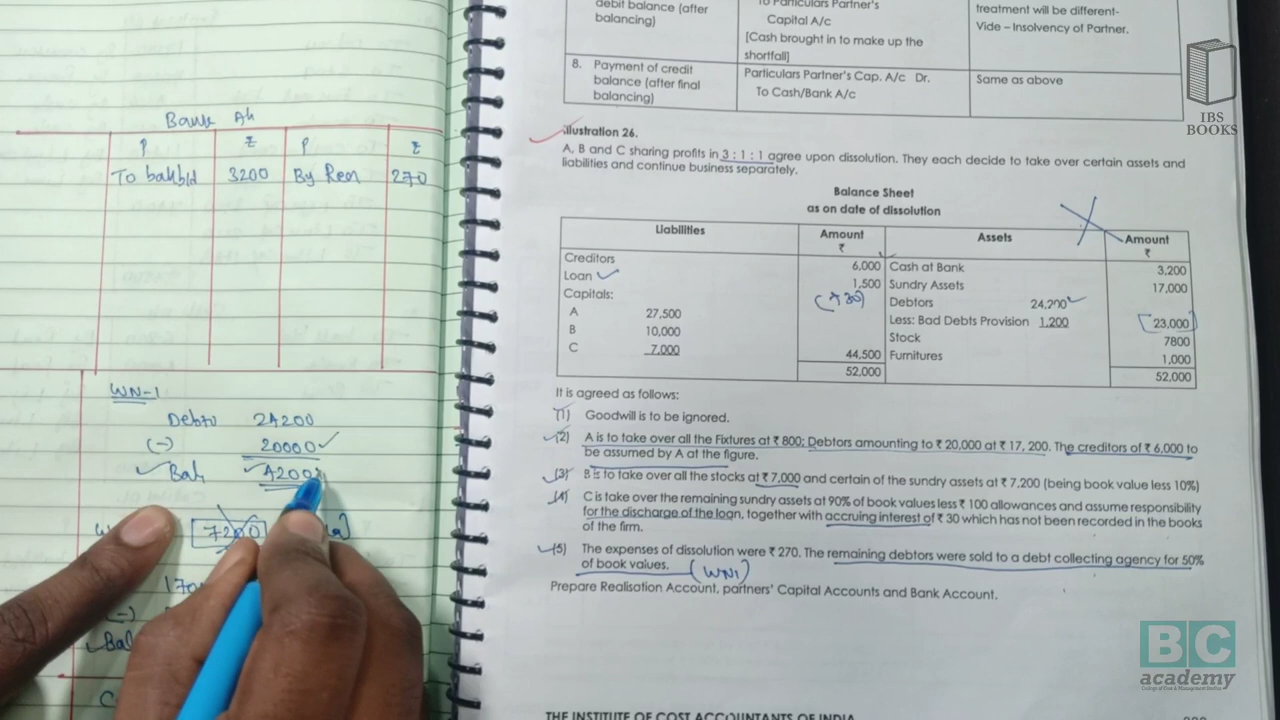 debit balance (after
balancing)
To Particulars Partner's
Capital A/c
[Cash brought in to make up the
shortfall]
treatment will be different-
Vide – Insolvency of Partner.
8. Payment of credit
balance (after final
balancing)
Particulars Partner's Cap. A/c Dr.
To Cash/Bank A/c
Same as above
IBS
BOOKS
Illustration 26.
A, B and C sharing profits in 3 : 1 : 1 agree upon dissolution. They each decide to take over certain assets and
liabilities and continue business separately.
Balance Sheet
as on date of dissolution
Liabilities Amount Assets Amount
₹ ₹
Creditors 6,000 Cash at Bank 3,200
Loan 1,500 Sundry Assets 17,000
Capitals: (+30) Debtors 24,200
A 27,500 Less: Bad Debts Provision 1,200 23,000
B 10,000 Stock 7800
C 7,000 44,500 Furnitures 1,000
52,000 52,000
It is agreed as follows:
(1) Goodwill is to be ignored.
(2) A is to take over all the Fixtures at ₹ 800; Debtors amounting to ₹ 20,000 at ₹ 17, 200. The creditors of ₹ 6,000 to
be assumed by A at the figure.
(3) B is to take over all the stocks at ₹ 7,000 and certain of the sundry assets at ₹ 7,200 (being book value less 10%)
(4) C is take over the remaining sundry assets at 90% of book values less ₹ 100 allowances and assume responsibility
for the discharge of the loan, together with accruing interest of ₹ 30 which has not been recorded in the books
of the firm.
(5) The expenses of dissolution were ₹ 270. The remaining debtors were sold to a debt collecting agency for 50%
of book values. (WN1)
Prepare Realisation Account, partners' Capital Accounts and Bank Account.
BC
academy
THE INSTITUTE OF COST ACCOUNTANTS OF INDIA
Bank A/c
P ₹ P ₹
To bal b/d 3200 By Rea 270
WN-1
Debto 24200
(-) 20000
Bal 4200
7200
(-)
Bal